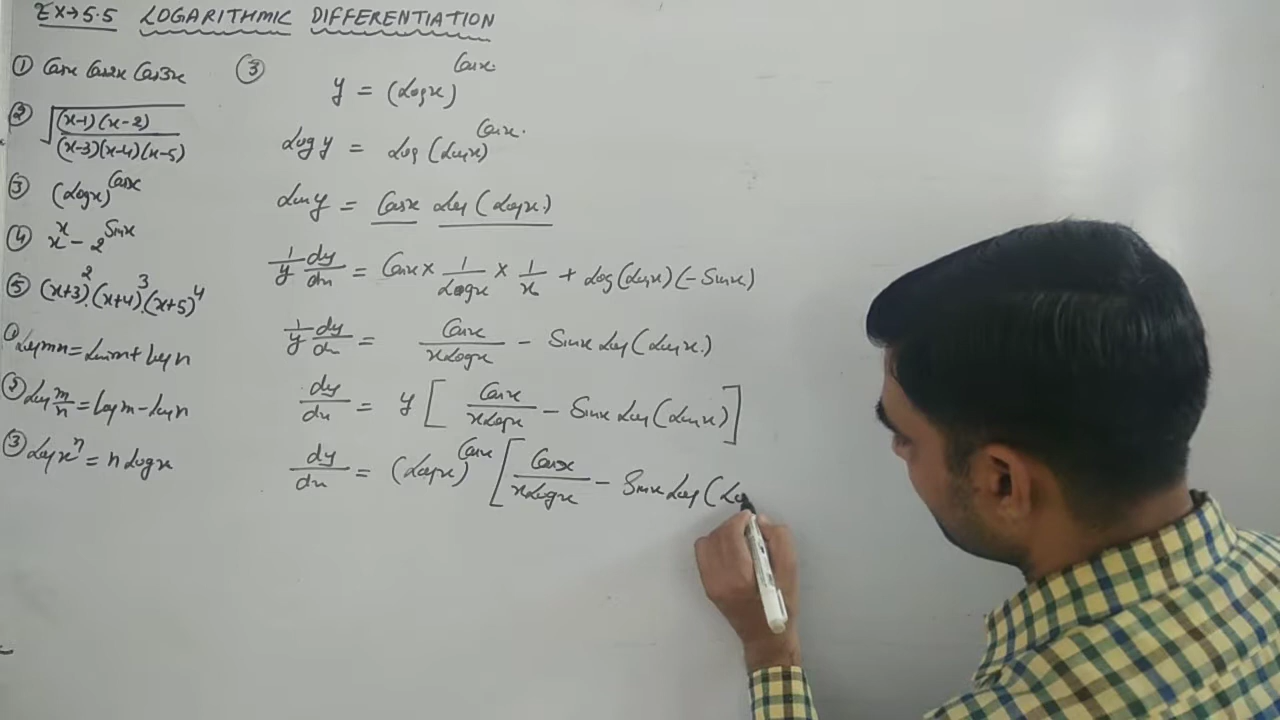 EX→5.5 LOGARITHMIC DIFFERENTIATION
① Cosx Cos2x Cos3x
② √((x-1)(x-2) / (x-3)(x-4)(x-5))
③ (Logx)^Cosx
④ x^x - 2^Sinx
⑤ (x+3)^2.(x+4)^3.(x+5)^4
① Log mn = Log m + Log n
② Log m/n = Log m - Log n
③ Log x^n = n Log x
③
y = (Logx)^Cosx.
Log y = Log (Logx)^Cosx.
Log y = Cosx Log (Logx.)
1/y dy/dx = Cosx × 1/Logx × 1/x + Log(Logx)(-Sinx)
1/y dy/dx = Cosx/xLogx - Sinx Log (Logx.)
dy/dx = y [ Cosx/xLogx - Sinx Log (Logx) ]
dy/dx = (Logx)^Cosx [ Cosx/xLogx - Sinx Log (Lo